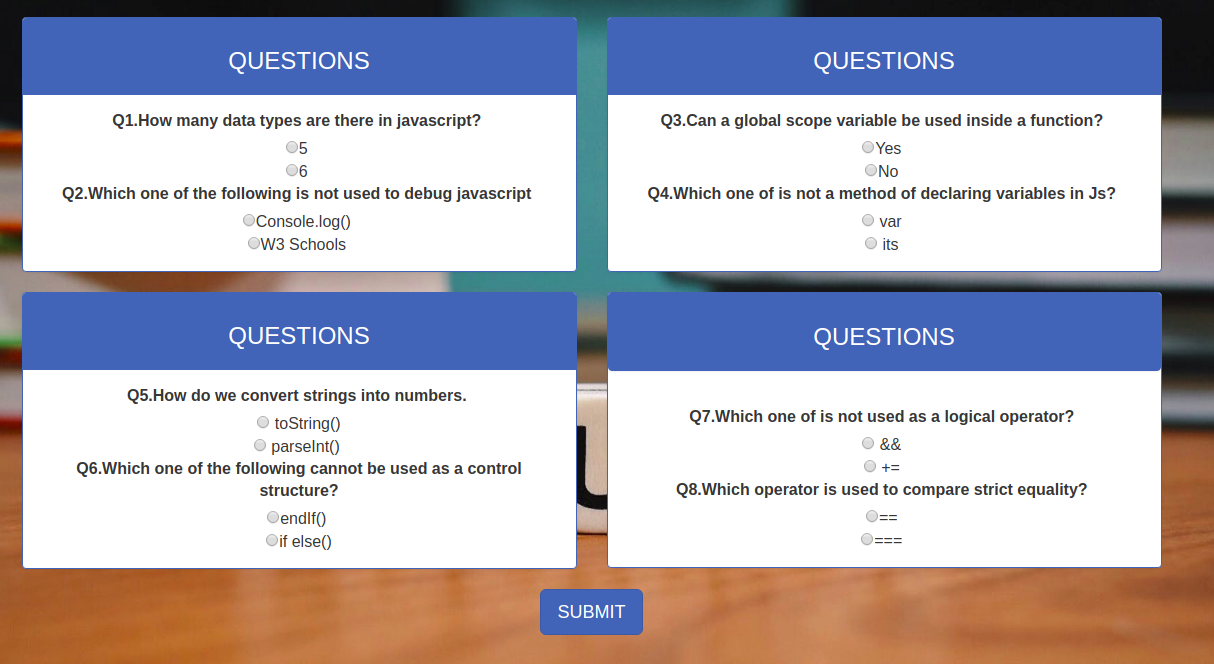 QUESTIONS
Q1.How many data types are there in javascript?
5
6
Q2.Which one of the following is not used to debug javascript
Console.log()
W3 Schools
QUESTIONS
Q3.Can a global scope variable be used inside a function?
Yes
No
Q4.Which one of is not a method of declaring variables in Js?
var
its
QUESTIONS
Q5.How do we convert strings into numbers.
toString()
parseInt()
Q6.Which one of the following cannot be used as a control
structure?
endIf()
if else()
QUESTIONS
Q7.Which one of is not used as a logical operator?
&&
+=
Q8.Which operator is used to compare strict equality?
==
===
SUBMIT